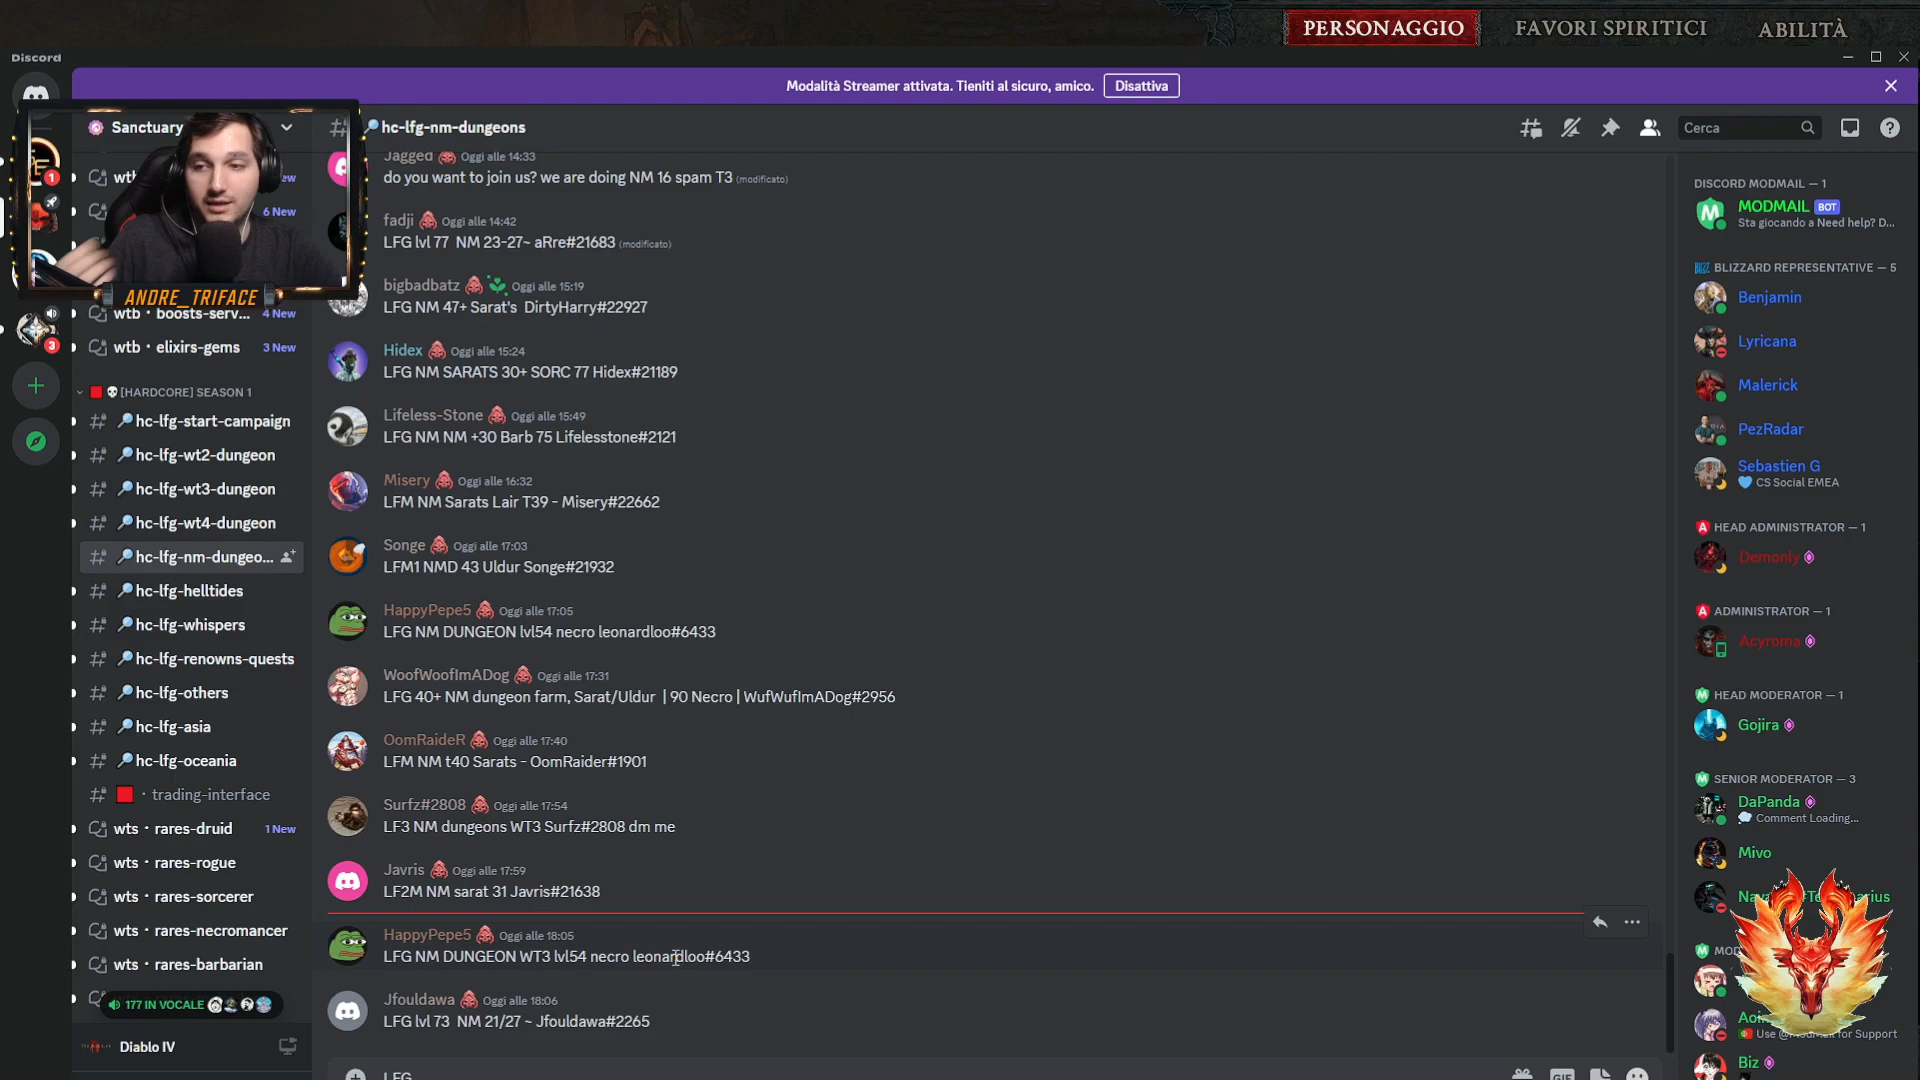 PERSONAGGIO
FAVORI SPIRITICI
ABILITÀ
Discord
Modalità Streamer attivata. Tieniti al sicuro, amico.
Disattiva
Sanctuary
hc-lfg-nm-dungeons
Cerca
6 New
wtb · boosts-serv... 4 New
wtb · elixirs-gems 3 New
1
3
[HARDCORE] SEASON 1
hc-lfg-start-campaign
hc-lfg-wt2-dungeon
hc-lfg-wt3-dungeon
hc-lfg-wt4-dungeon
hc-lfg-nm-dungeo...
hc-lfg-helltides
hc-lfg-whispers
hc-lfg-renowns-quests
hc-lfg-others
hc-lfg-asia
hc-lfg-oceania
· trading-interface
wts · rares-druid 1 New
wts · rares-rogue
wts · rares-sorcerer
wts · rares-necromancer
wts · rares-barbarian
177 IN VOCALE
Diablo IV
ANDRE_TRIFACE
Jagged Oggi alle 14:33
do you want to join us? we are doing NM 16 spam T3 (modificato)
fadji Oggi alle 14:42
LFG lvl 77 NM 23-27~ aRre#21683 (modificato)
bigbadbatz Oggi alle 15:19
LFG NM 47+ Sarat's DirtyHarry#22927
Hidex Oggi alle 15:24
LFG NM SARATS 30+ SORC 77 Hidex#21189
Lifeless-Stone Oggi alle 15:49
LFG NM NM +30 Barb 75 Lifelesstone#2121
Misery Oggi alle 16:32
LFM NM Sarats Lair T39 - Misery#22662
Songe Oggi alle 17:03
LFM1 NMD 43 Uldur Songe#21932
HappyPepe5 Oggi alle 17:05
LFG NM DUNGEON lvl54 necro leonardloo#6433
WoofWoofImADog Oggi alle 17:31
LFG 40+ NM dungeon farm, Sarat/Uldur | 90 Necro | WufWufImADog#2956
OomRaideR Oggi alle 17:40
LFM NM t40 Sarats - OomRaider#1901
Surfz#2808 Oggi alle 17:54
LF3 NM dungeons WT3 Surfz#2808 dm me
Javris Oggi alle 17:59
LF2M NM sarat 31 Javris#21638
HappyPepe5 Oggi alle 18:05
LFG NM DUNGEON WT3 lvl54 necro leonardloo#6433
Jfouldawa Oggi alle 18:06
LFG lvl 73 NM 21/27 ~ Jfouldawa#2265
LFG
GIF
DISCORD MODMAIL — 1
MODMAIL BOT
Sta giocando a Need help? D...
BLIZZARD REPRESENTATIVE — 5
Benjamin
Lyricana
Malerick
PezRadar
Sebastien G
CS Social EMEA
HEAD ADMINISTRATOR — 1
Demonly
ADMINISTRATOR — 1
Acyroma
HEAD MODERATOR — 1
Gojira
SENIOR MODERATOR — 3
DaPanda
Comment Loading...
Mivo
Biz